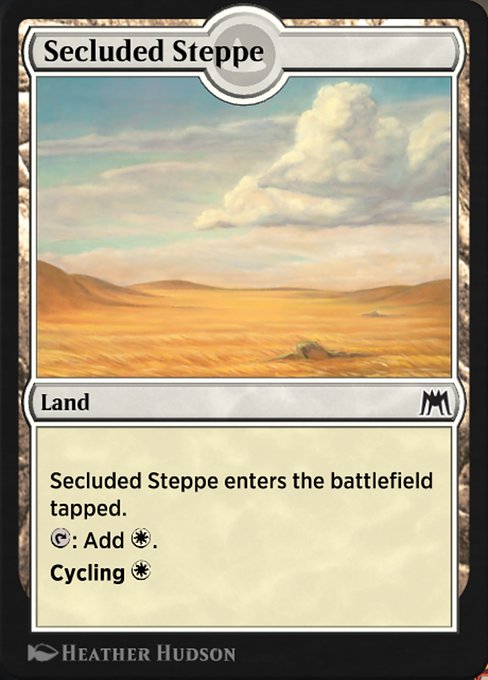 Secluded Steppe
Land
Secluded Steppe enters the battlefield
tapped.
: Add .
Cycling
Heather Hudson